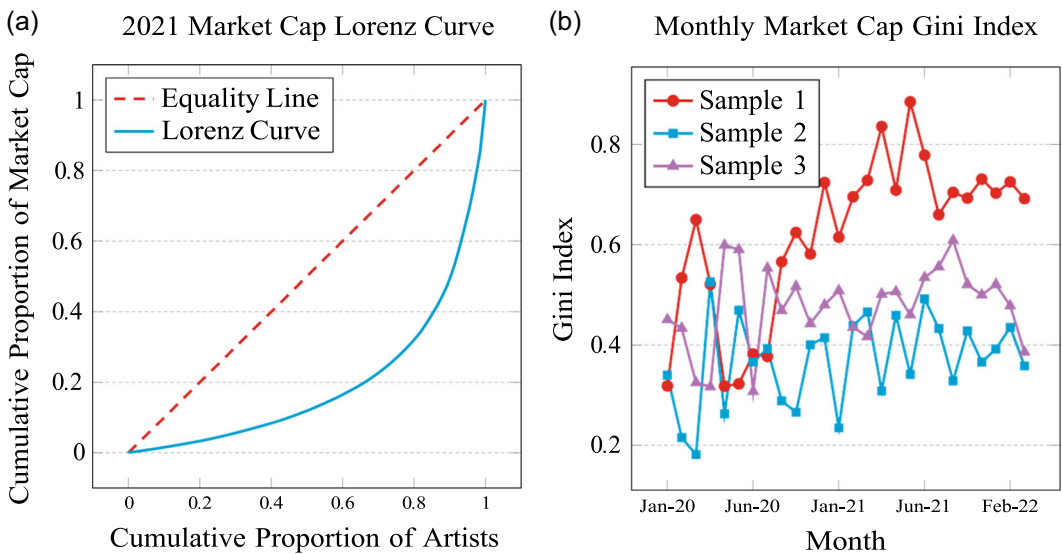 (a)
2021 Market Cap Lorenz Curve
Cumulative Proportion of Market Cap
1
0.8
0.6
0.4
0.2
0
Equality Line
Lorenz Curve
0 0.2 0.4 0.6 0.8 1
Cumulative Proportion of Artists
(b)
Monthly Market Cap Gini Index
Gini Index
0.8
0.6
0.4
0.2
Sample 1
Sample 2
Sample 3
Jan-20 Jun-20 Jan-21 Jun-21 Feb-22
Month